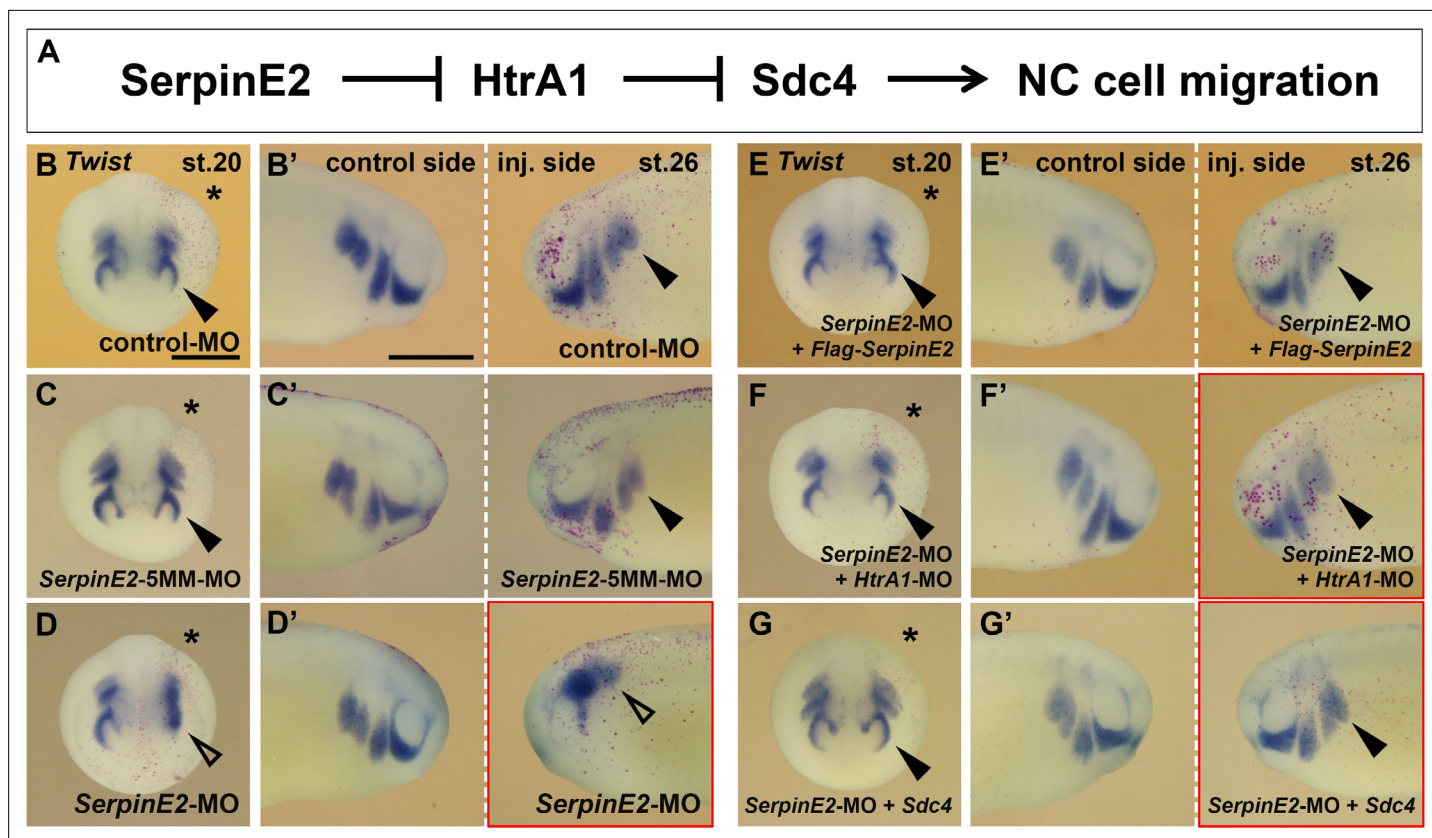 A
SerpinE2 HtrA1 Sdc4 NC cell migration
B Twist st.20
*
control-MO
B' control side inj. side st.26
control-MO
E Twist st.20
*
SerpinE2-MO
+ Flag-SerpinE2
E' control side inj. side st.26
SerpinE2-MO
+ Flag-SerpinE2
C
*
SerpinE2-5MM-MO
C'
SerpinE2-5MM-MO
F
*
SerpinE2-MO
+ HtrA1-MO
F'
SerpinE2-MO
+ HtrA1-MO
D
*
SerpinE2-MO
D'
SerpinE2-MO
G
*
SerpinE2-MO + Sdc4
G'
SerpinE2-MO + Sdc4